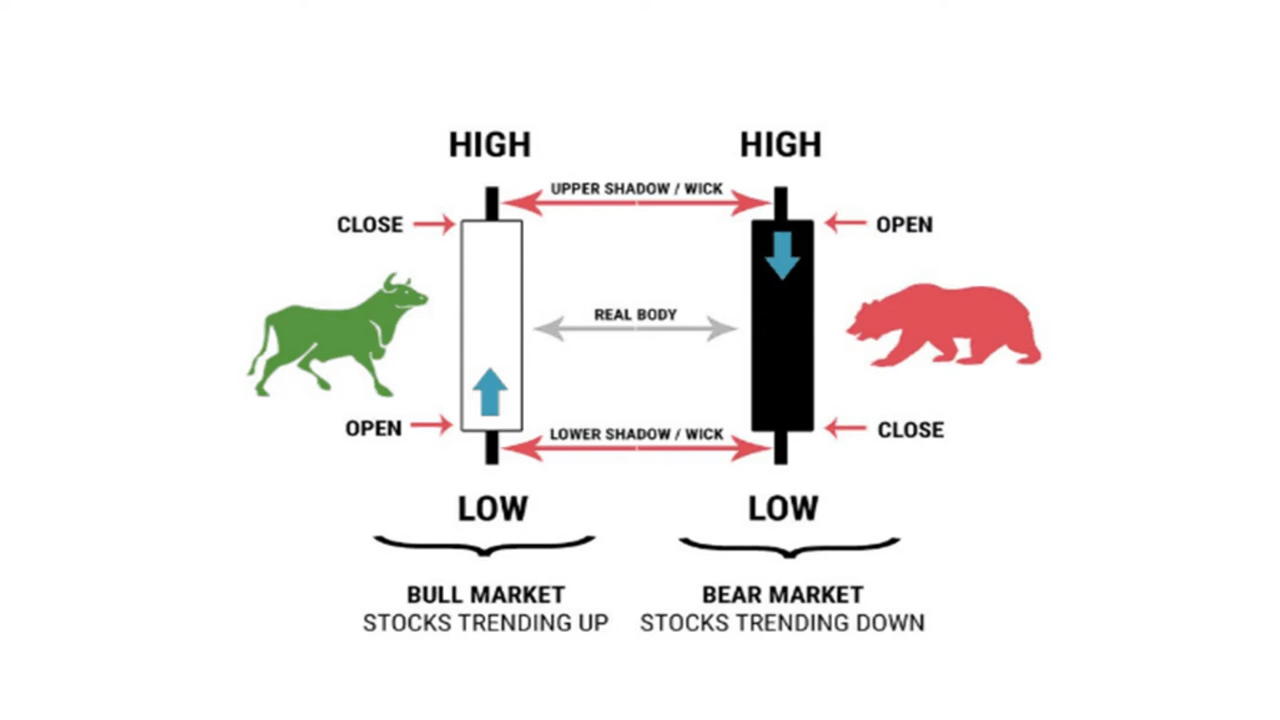 HIGH
HIGH
UPPER SHADOW / WICK
CLOSE
OPEN
REAL BODY
OPEN
CLOSE
LOWER SHADOW / WICK
LOW
LOW
BULL MARKET
STOCKS TRENDING UP
BEAR MARKET
STOCKS TRENDING DOWN